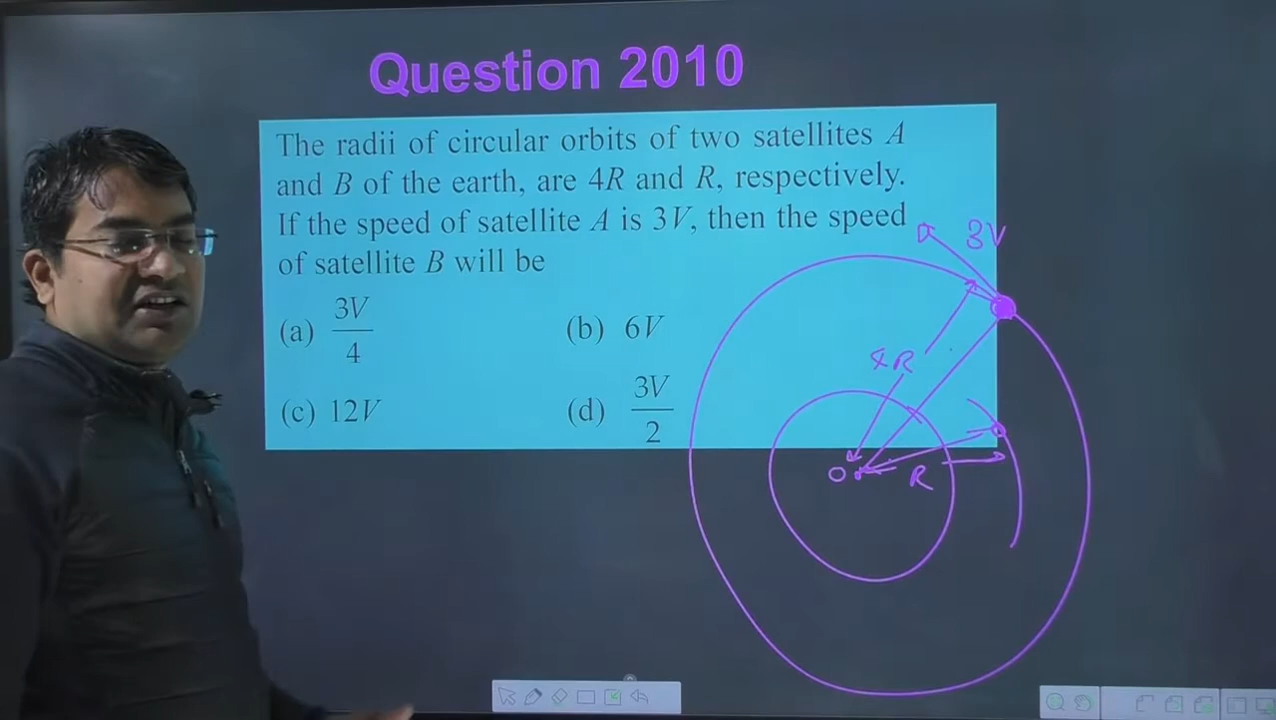 Question 2010
The radii of circular orbits of two satellites A
and B of the earth, are 4R and R, respectively.
If the speed of satellite A is 3V, then the speed
of satellite B will be
(a) 3V/4
(b) 6V
(c) 12V
(d) 3V/2
3V
4R
O
R